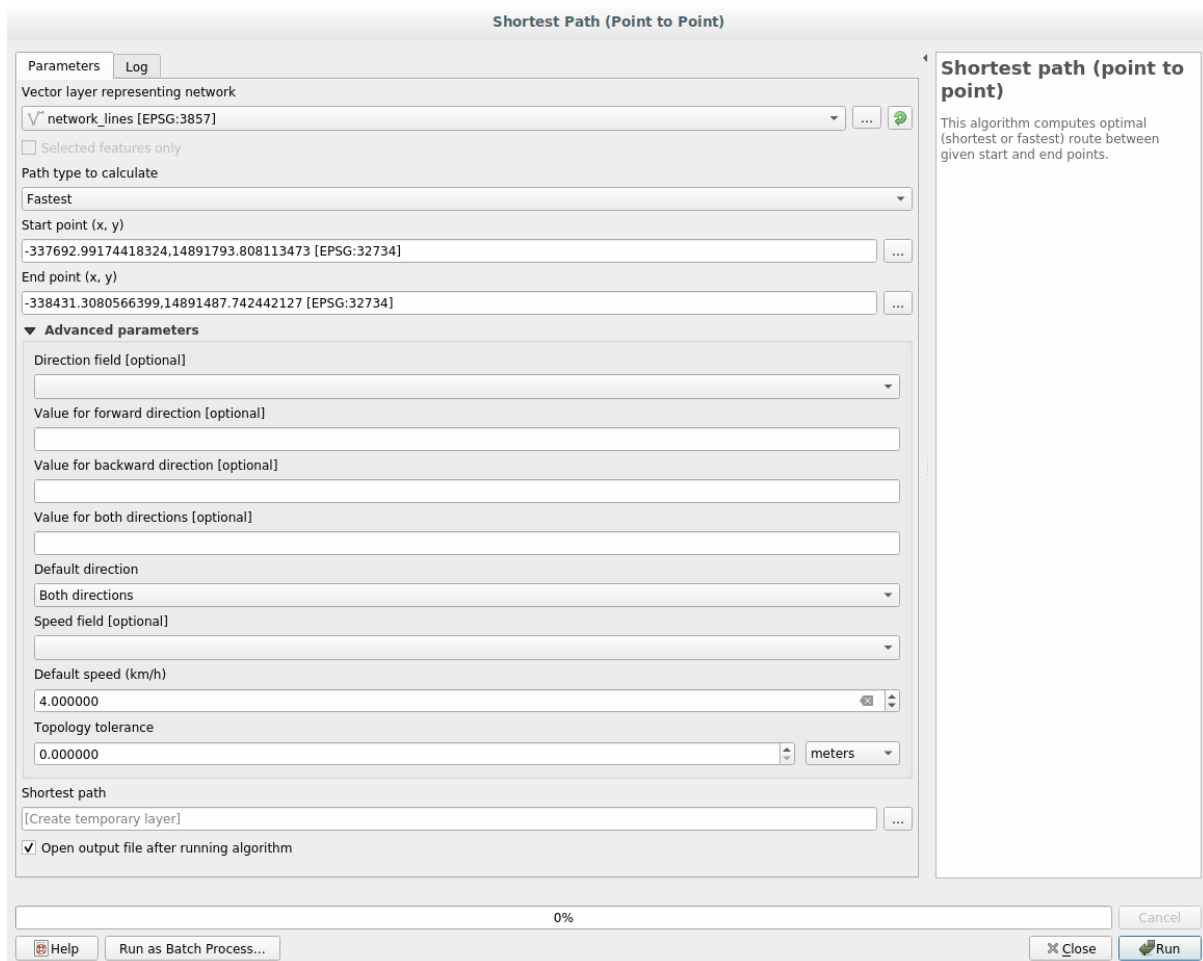 Shortest Path (Point to Point)
Parameters
Log
Vector layer representing network
network_lines [EPSG:3857]
...
Selected features only
Path type to calculate
Fastest
Start point (x, y)
-337692.99174418324,14891793.808113473 [EPSG:32734]
...
End point (x, y)
-338431.3080566399,14891487.742442127 [EPSG:32734]
...
Advanced parameters
Direction field [optional]
Value for forward direction [optional]
Value for backward direction [optional]
Value for both directions [optional]
Default direction
Both directions
Speed field [optional]
Default speed (km/h)
4.000000
Topology tolerance
0.000000
meters
Shortest path
[Create temporary layer]
...
Open output file after running algorithm
Shortest path (point to
point)
This algorithm computes optimal
(shortest or fastest) route between
given start and end points.
0%
Cancel
Help
Run as Batch Process...
Close
Run